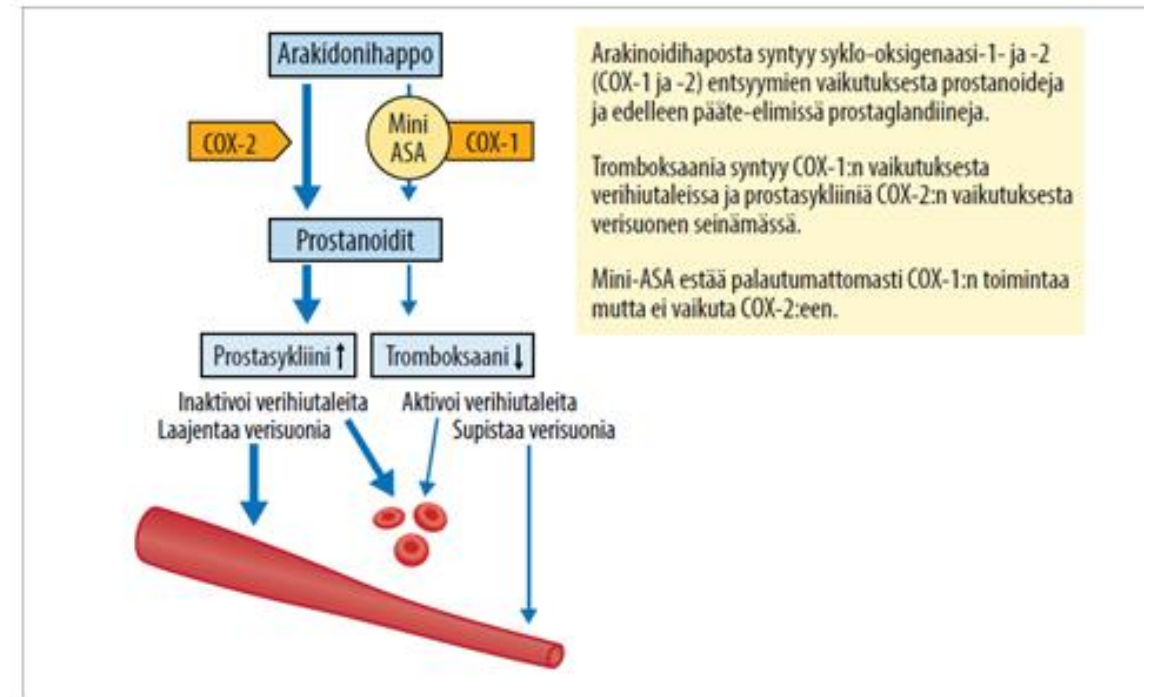 Arakidonihappo
COX-2
Mini
ASA
COX-1
Prostanoidit
Prostasykliini ↑
Tromboksaani ↓
Inaktivoi verihiutaleita
Laajentaa verisuonia
Aktivoi verihiutaleita
Supistaa verisuonia
Arakinoidihaposta syntyy syklo-oksigenaasi-1- ja -2
(COX-1 ja -2) entsyymien vaikutuksesta prostanoideja
ja edelleen pääte-elimissä prostaglandiineja.
Tromboksaania syntyy COX-1:n vaikutuksesta
verihiutaleissa ja prostasykliiniä COX-2:n vaikutuksesta
verisuonen seinämässä.
Mini-ASA estää palautumattomasti COX-1:n toimintaa
mutta ei vaikuta COX-2:een.